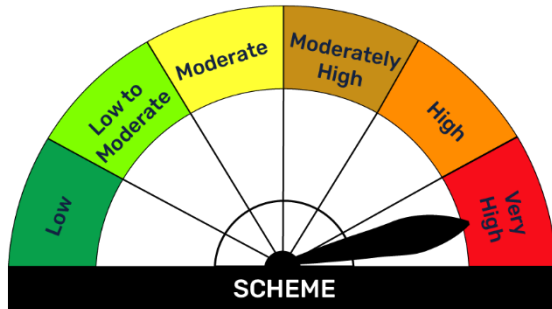 Low
Low to
Moderate
Moderate
Moderately
High
High
Very
High
SCHEME